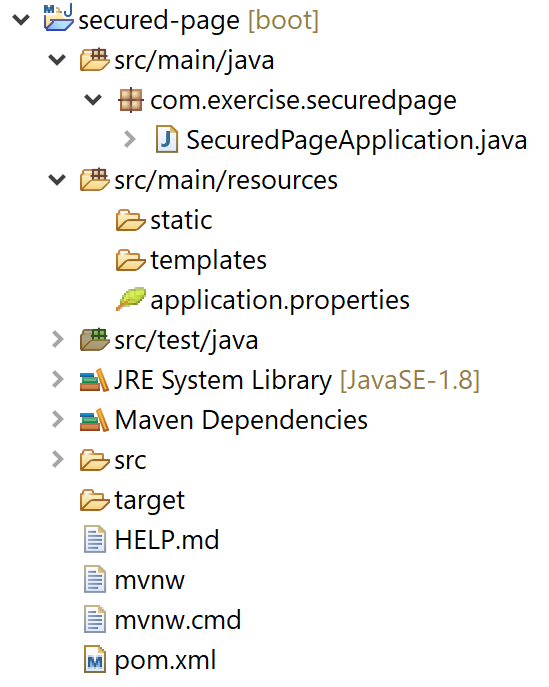 secured-page [boot]
src/main/java
com.exercise.securedpage
SecuredPageApplication.java
src/main/resources
static
templates
application.properties
src/test/java
JRE System Library [JavaSE-1.8]
Maven Dependencies
src
target
HELP.md
mvnw
mvnw.cmd
pom.xml